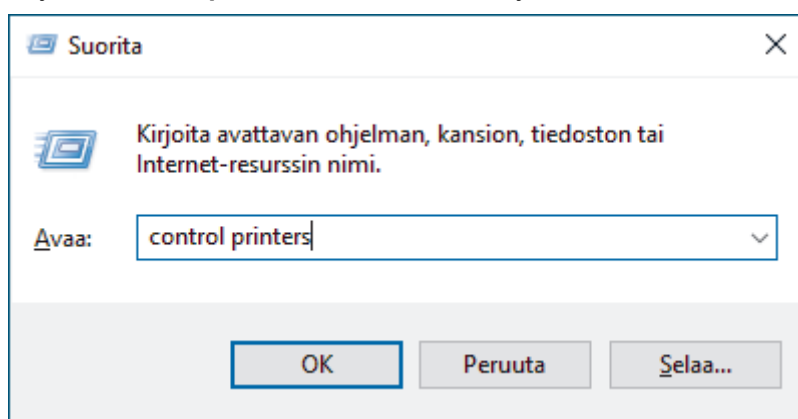 Suorita
Kirjoita avattavan ohjelman, kansion, tiedoston tai
Internet-resurssin nimi.
Avaa: control printers
OK Peruuta Selaa...